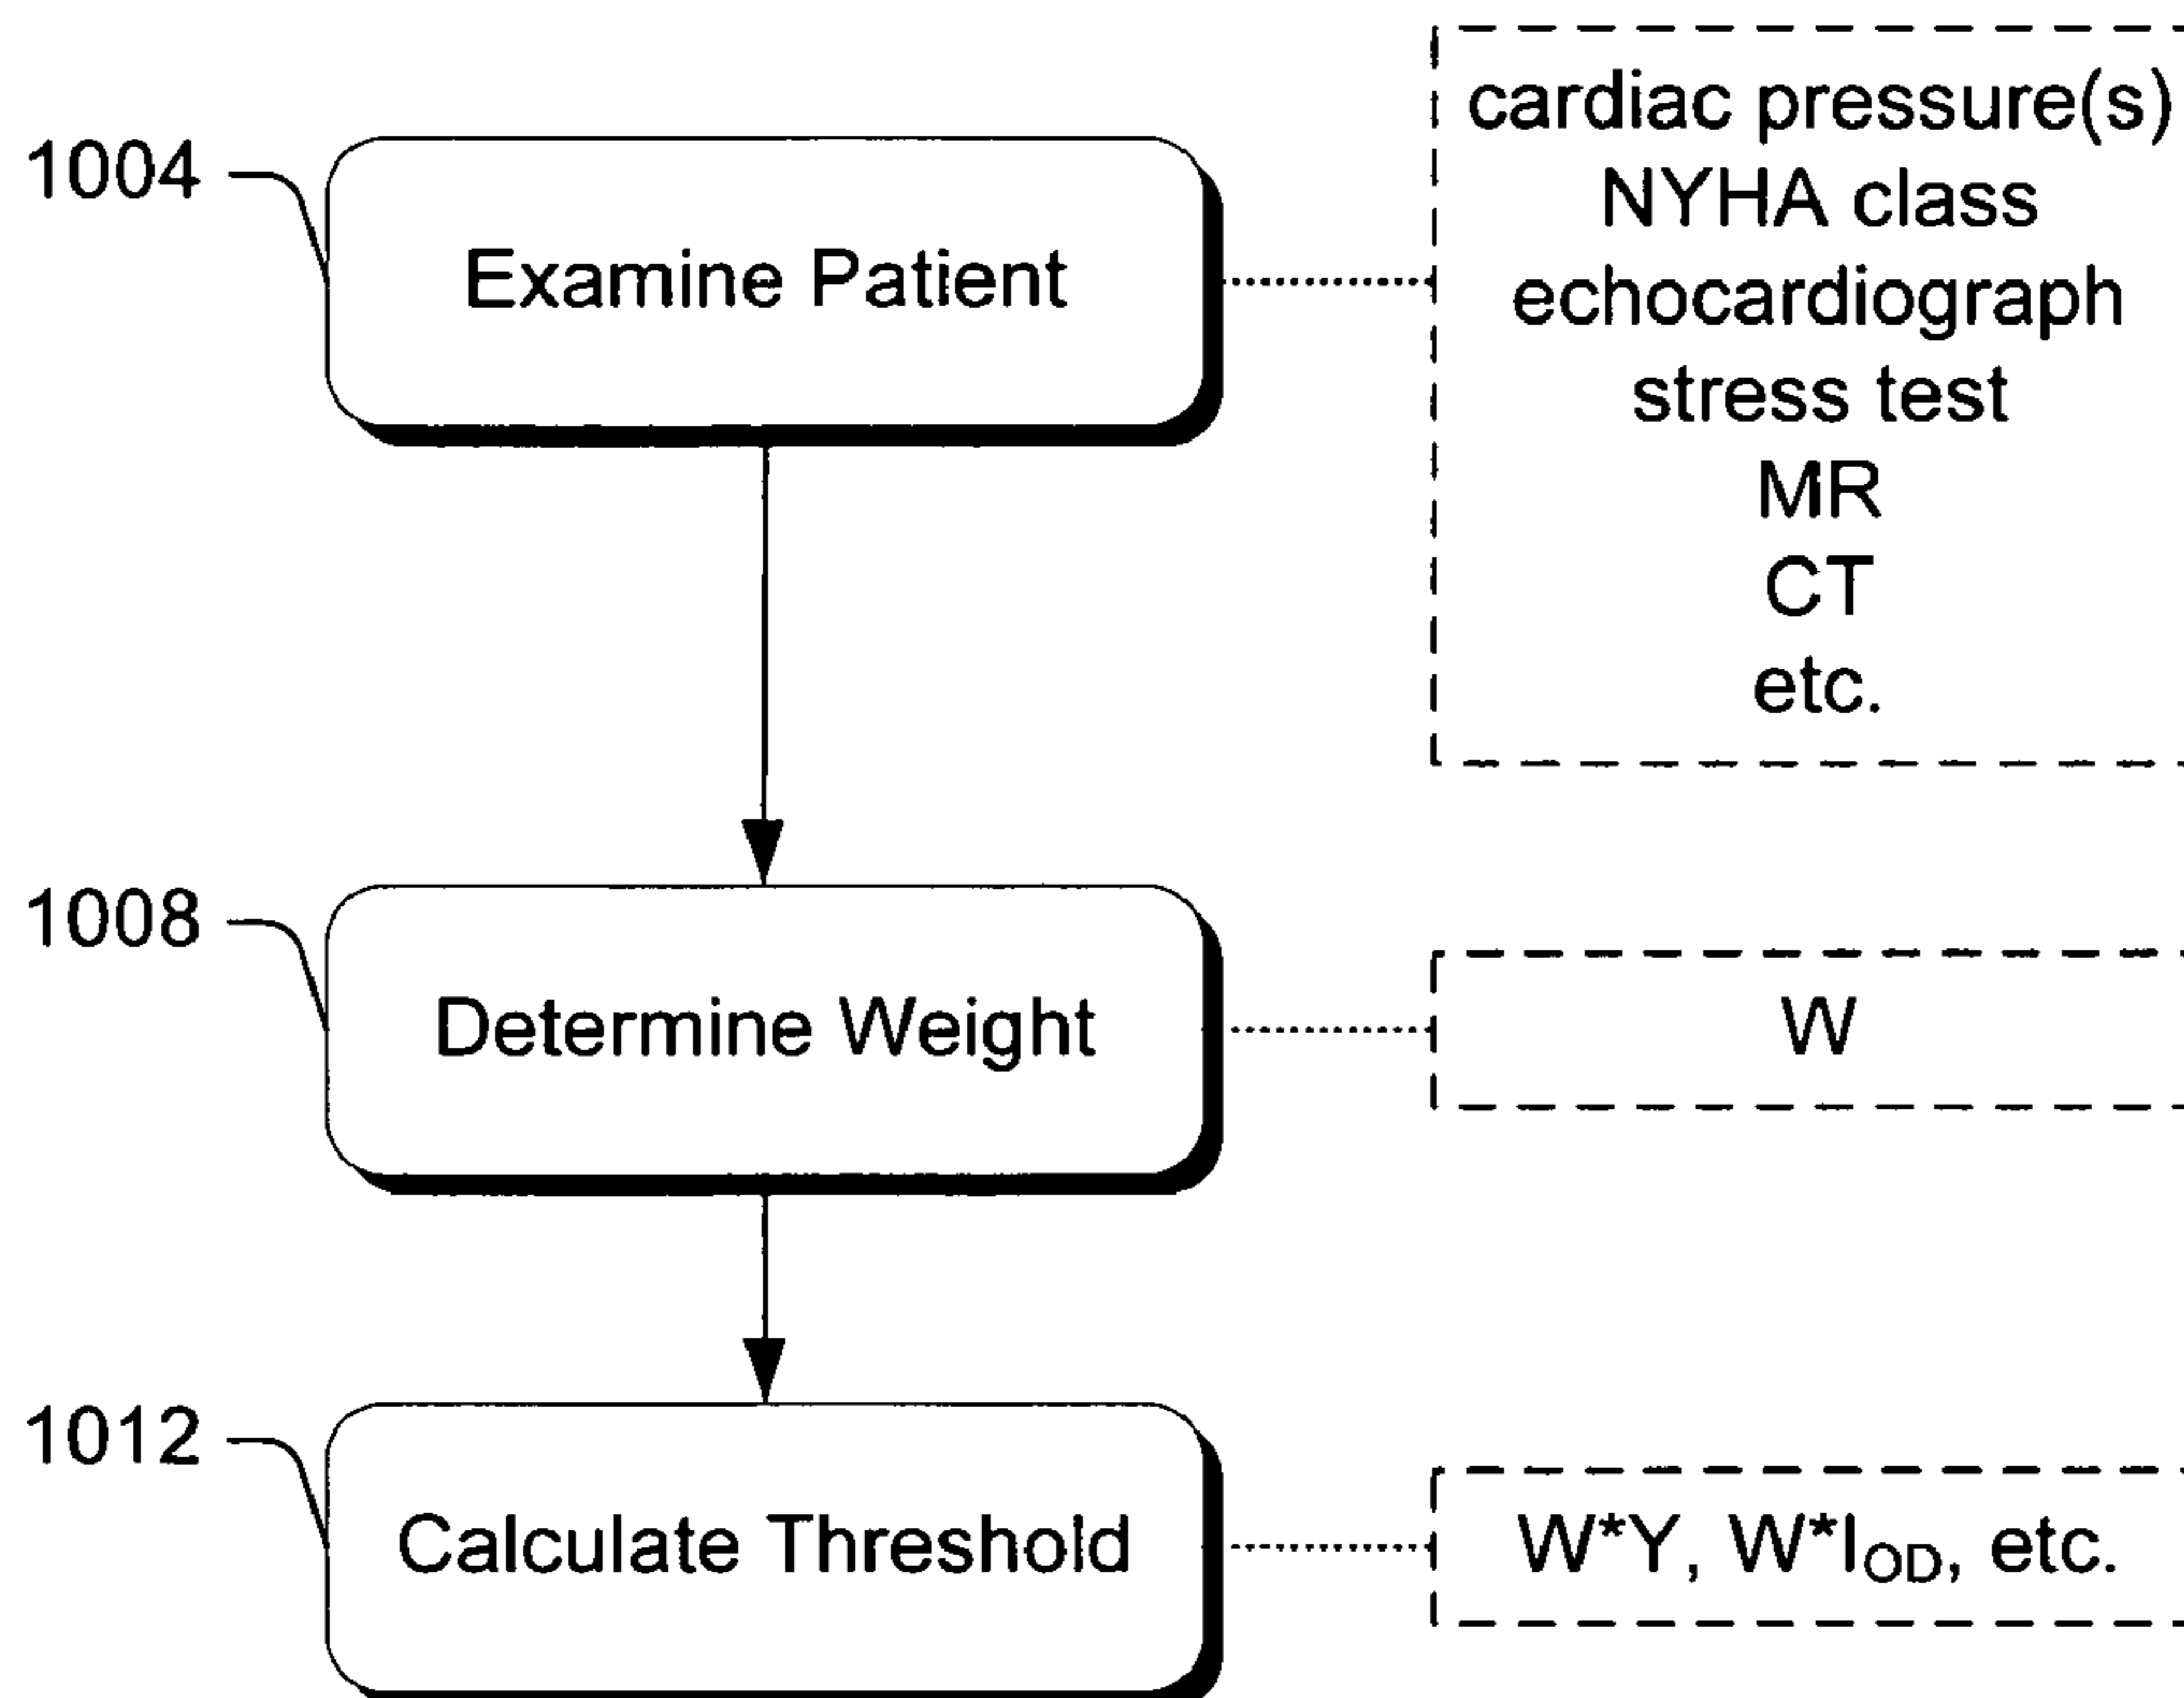 1004
Examine Patient
cardiac pressure(s)
NYHA class
echocardiograph
stress test
MR
CT
etc.
1008
Determine Weight
W
1012
Calculate Threshold
W*Y, W*I_OD, etc.